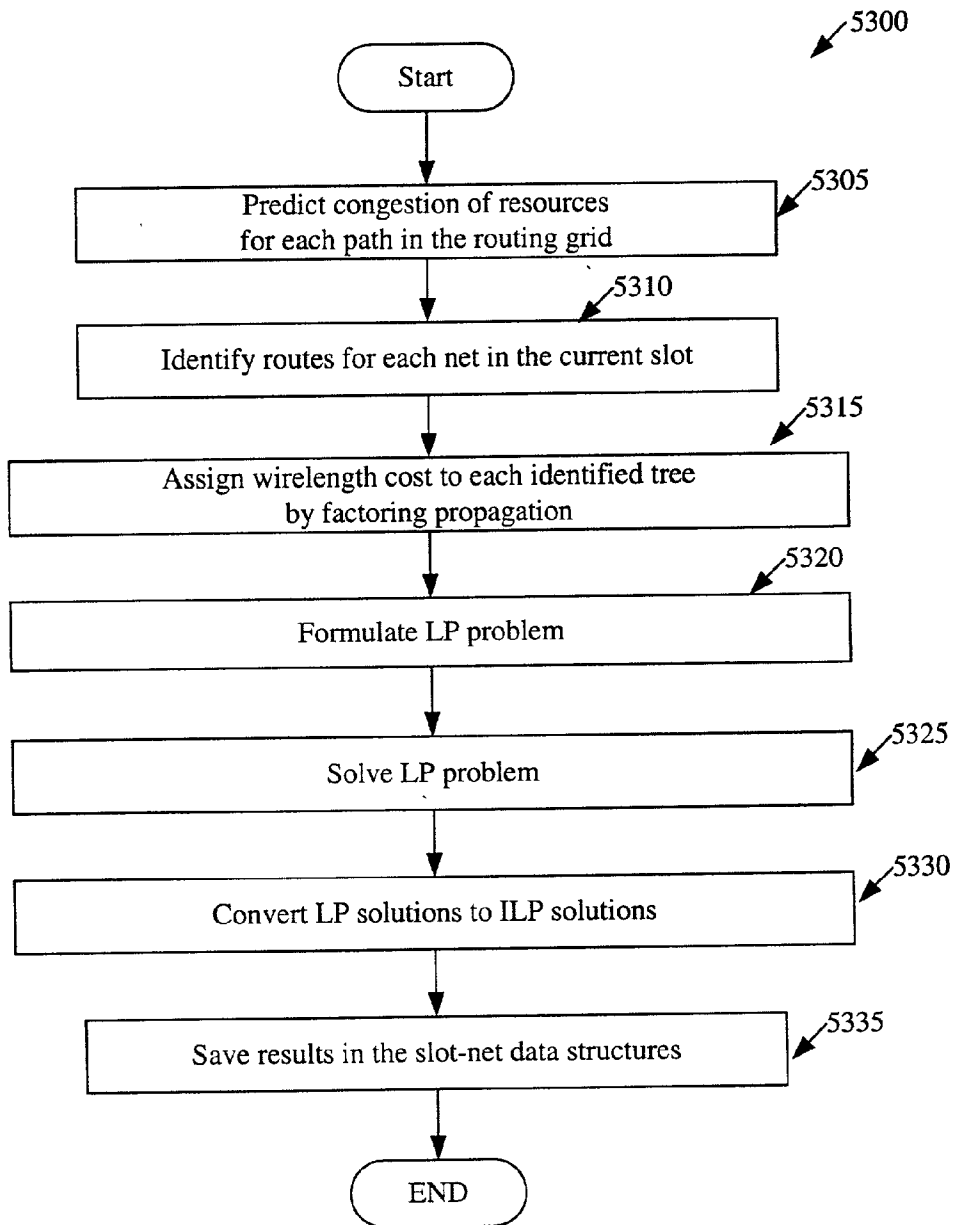 5300
Start
5305
Predict congestion of resources
for each path in the routing grid
5310
Identify routes for each net in the current slot
5315
Assign wirelength cost to each identified tree
by factoring propagation
5320
Formulate LP problem
5325
Solve LP problem
5330
Convert LP solutions to ILP solutions
5335
Save results in the slot-net data structures
END